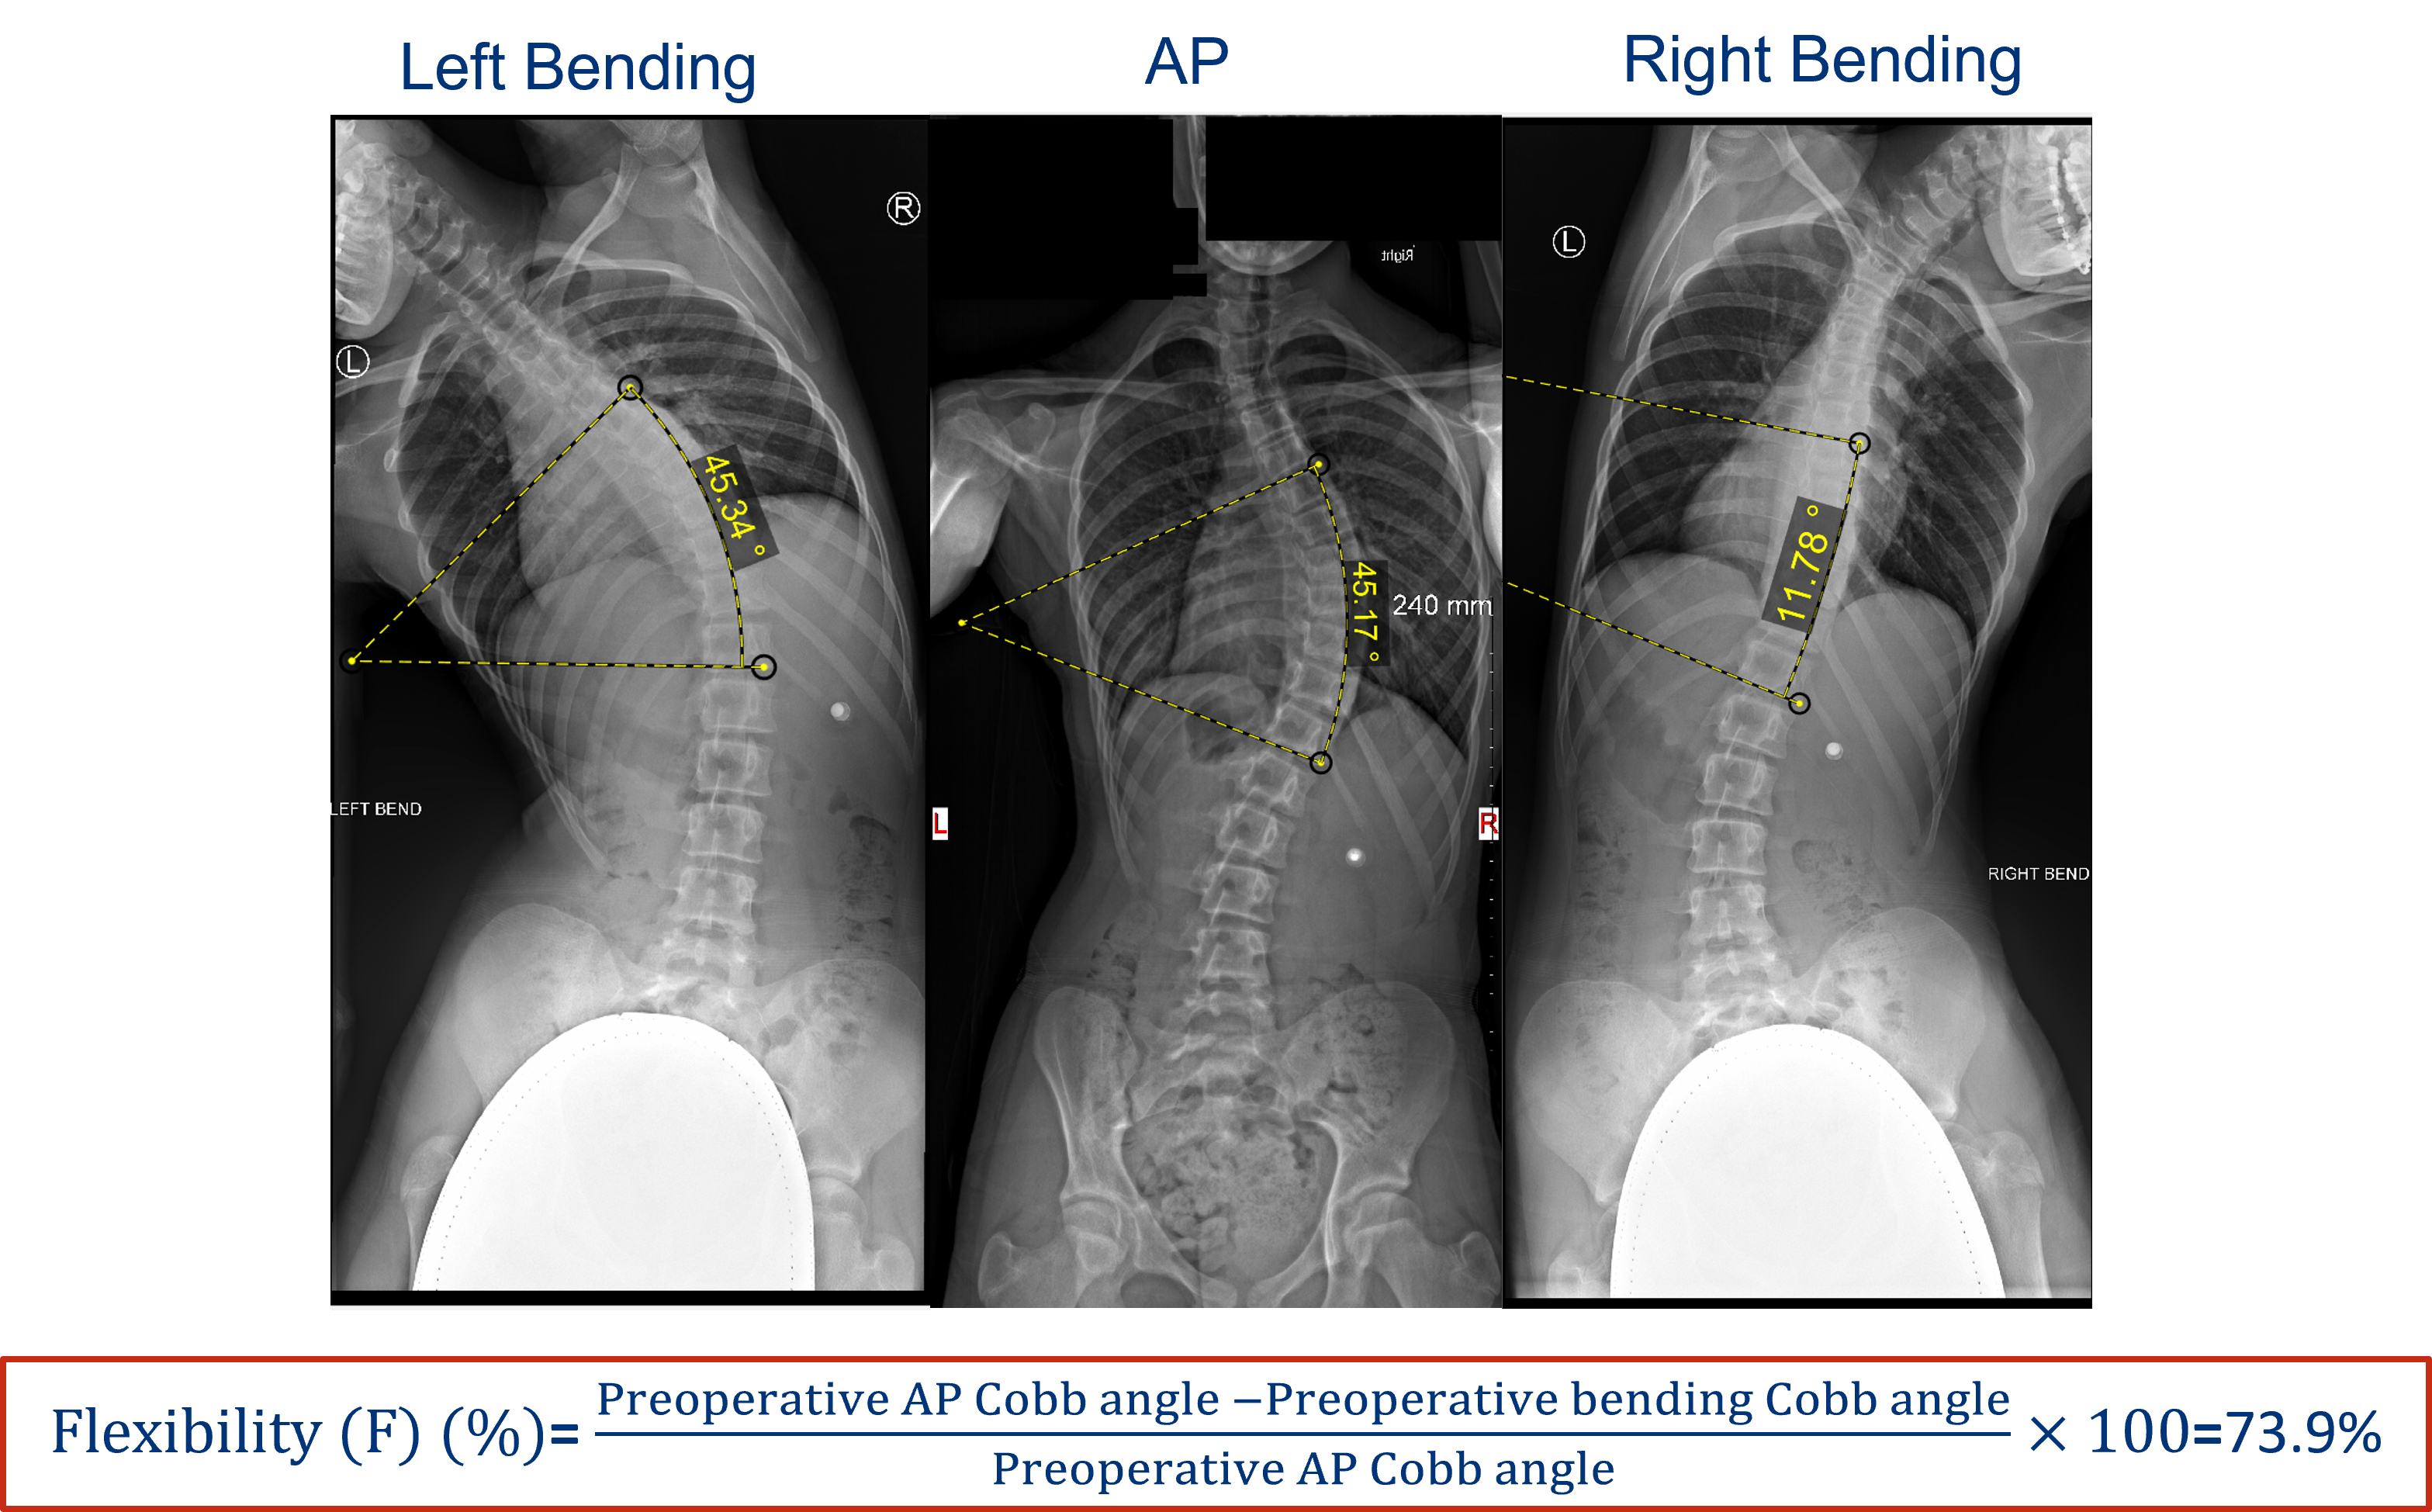 Left Bending
AP
Right Bending
R
L
Right
L
45.34 °
45.17 °
240 mm
11.78 °
LEFT BEND
L
R
RIGHT BEND
Flexibility (F) (%)= Preoperative AP Cobb angle −Preoperative bending Cobb angle
Preoperative AP Cobb angle
× 100=73.9%